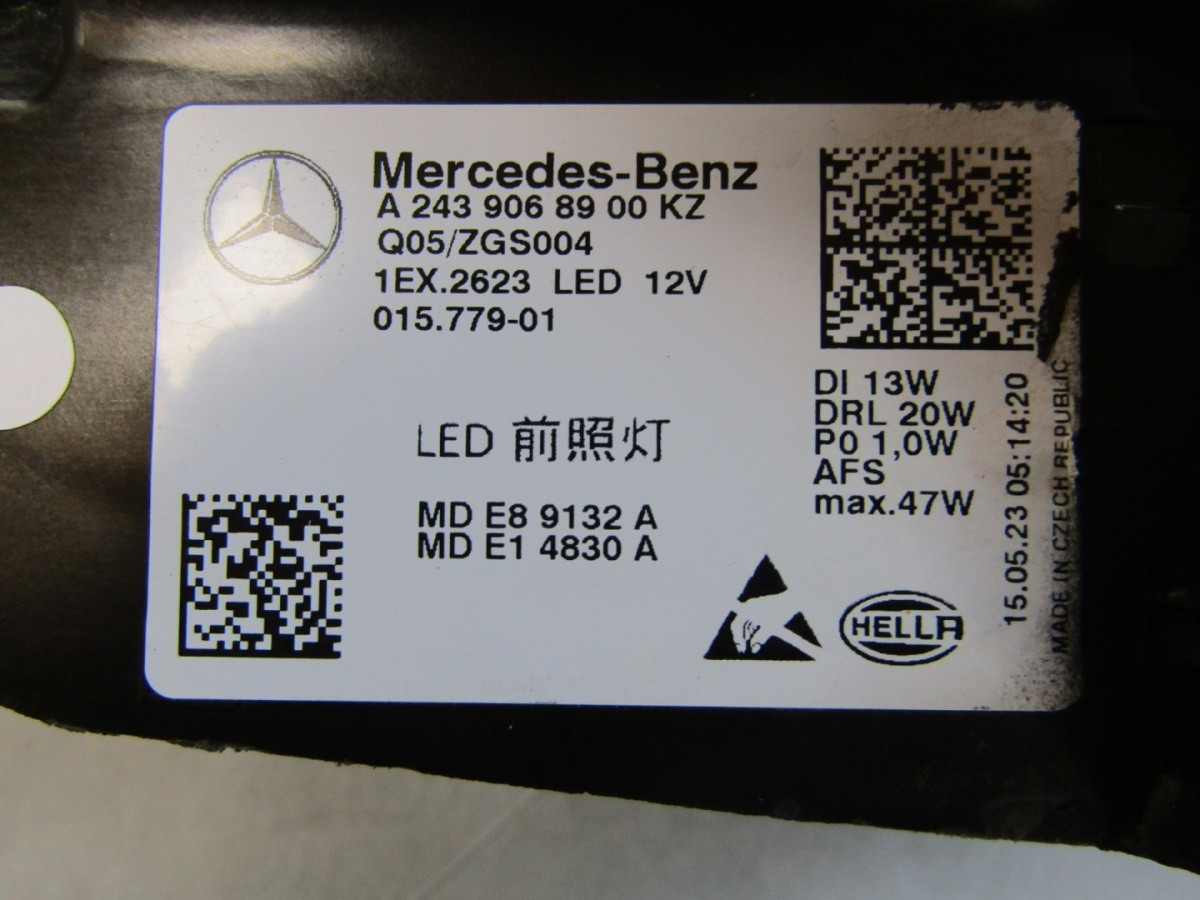 Mercedes-Benz
A 243 906 89 00 KZ
Q05/ZGS004
1EX.2623 LED 12V
015.779-01
LED 前照灯
MD E8 9132 A
MD E1 4830 A
DI 13W
DRL 20W
P0 1,0W
AFS
max.47W
HELLA
15.05.23 05:14:20
MADE IN CZECH REPUBLIC